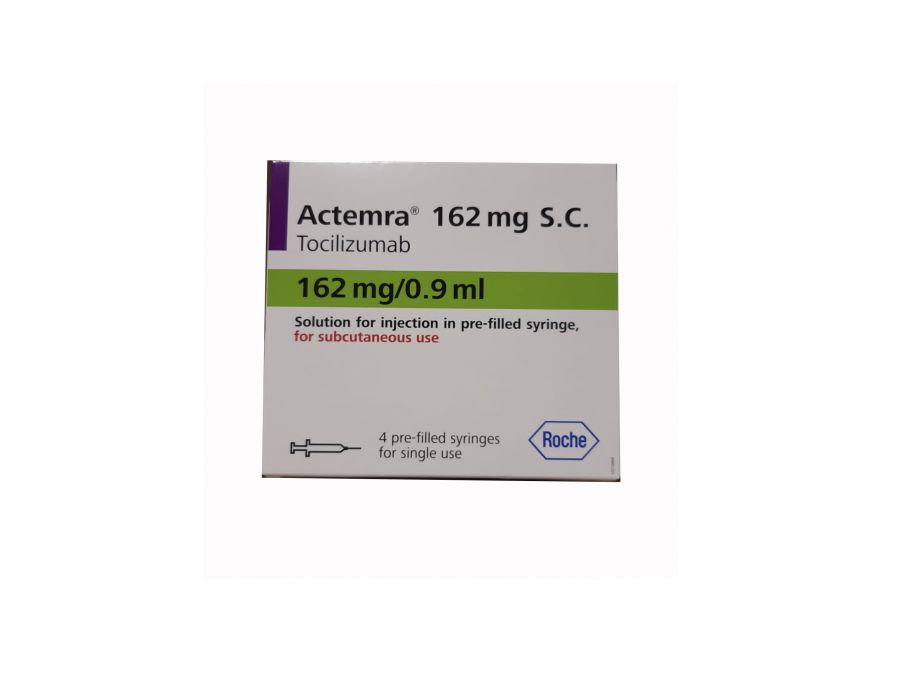 Actemra® 162 mg S.C.
Tocilizumab
162 mg/0.9 ml
Solution for injection in pre-filled syringe,
for subcutaneous use
4 pre-filled syringes
for single use
Roche